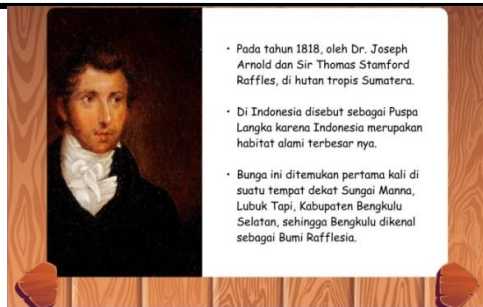 • Pada tahun 1818, oleh Dr. Joseph
Arnold dan Sir Thomas Stamford
Raffles, di hutan tropis Sumatera.
• Di Indonesia disebut sebagai Puspa
Langka karena Indonesia merupakan
habitat alami terbesar nya.
• Bunga ini ditemukan pertama kali di
suatu tempat dekat Sungai Manna,
Lubuk Tapi, Kabupaten Bengkulu
Selatan, sehingga Bengkulu dikenal
sebagai Bumi Rafflesia.